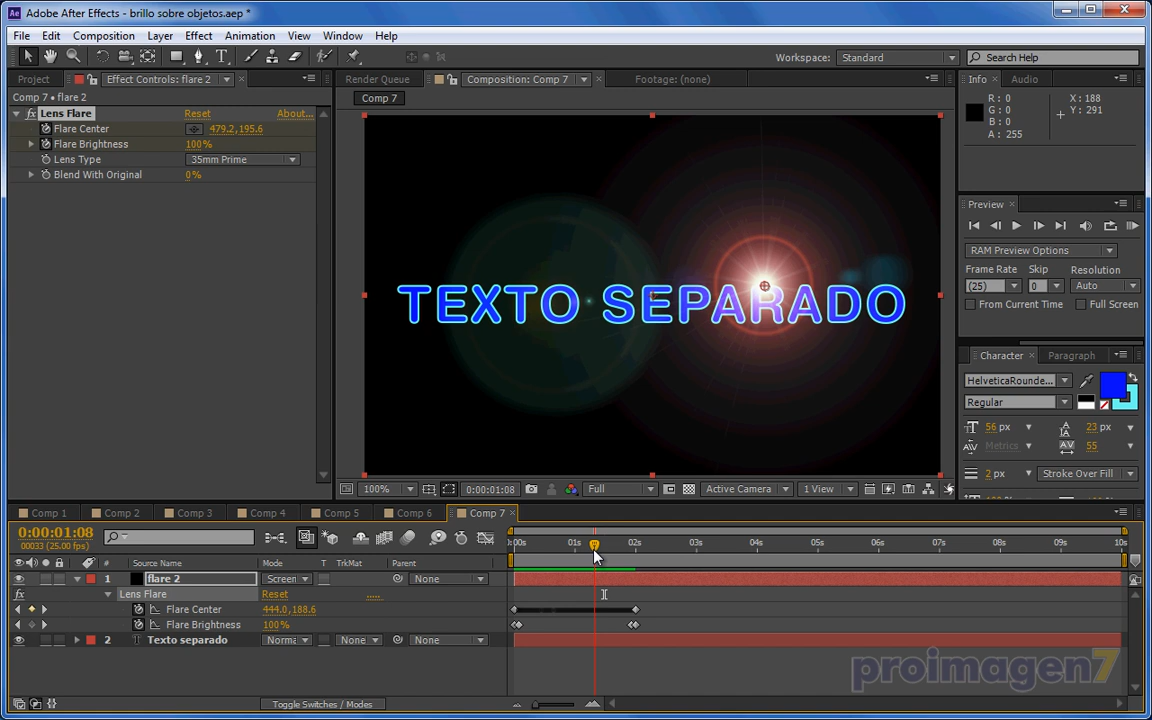 Adobe After Effects - brillo sobre objetos.aep *
File Edit Composition Layer Effect Animation View Window Help
Workspace: Standard Search Help
Project Effect Controls: flare 2
Comp 7 • flare 2
fx Lens Flare Reset About...
Flare Center 479.2,195.6
Flare Brightness 100%
Lens Type 35mm Prime
Blend With Original 0%
Render Queue Composition: Comp 7 Footage: (none)
Comp 7
TEXTO SEPARADO
100% 0:00:01:08 Full Active Camera 1 View
Info Audio
R: 0 X: 188
G: 0 Y: 291
B: 0
A: 255
Preview
RAM Preview Options
Frame Rate Skip Resolution
(25) 0 Auto
From Current Time Full Screen
Character Paragraph
HelveticaRounde...
Regular
56 px 23 px
Metrics 55
2 px Stroke Over Fill
Comp 1 Comp 2 Comp 3 Comp 4 Comp 5 Comp 6 Comp 7
0:00:01:08
00033 (25.00 fps)
:00s 01s 02s 03s 04s 05s 06s 07s 08s 09s 10s
# Source Name Mode T TrkMat Parent
1 flare 2 Screen None
fx Lens Flare Reset .....
Flare Center 444.0,188.6
Flare Brightness 100%
2 T Texto separado Norma None None
proimagen7
Toggle Switches / Modes